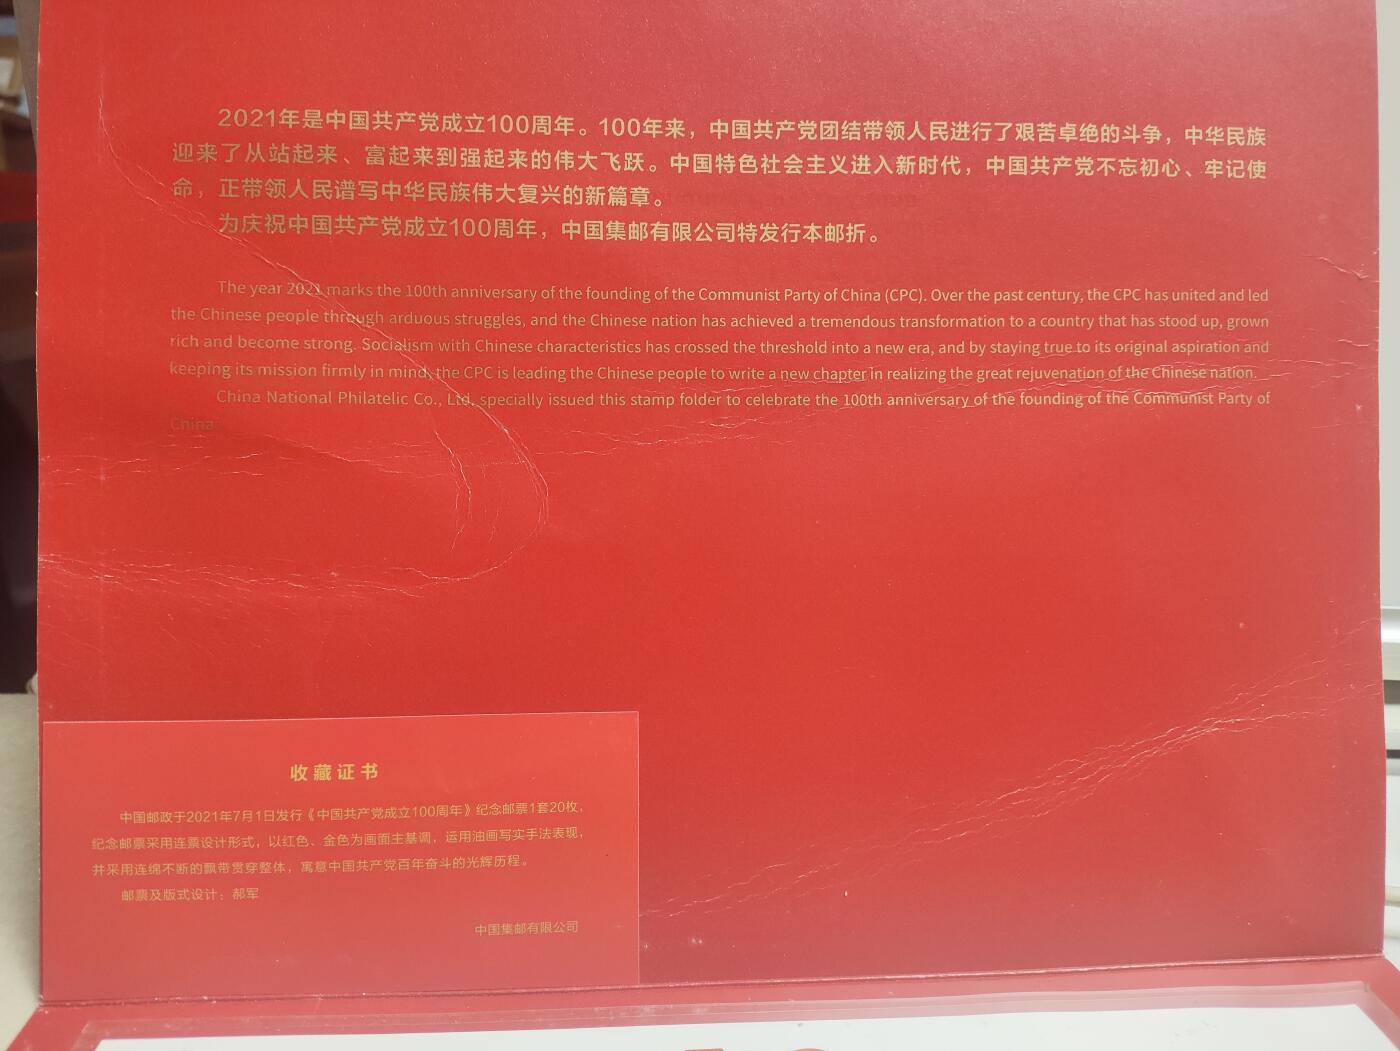 2021年是中国共产党成立100周年。100年来，中国共产党团结带领人民进行了艰苦卓绝的斗争，中华民族
迎来了从站起来、富起来到强起来的伟大飞跃。中国特色社会主义进入新时代，中国共产党不忘初心、牢记使
命，正带领人民谱写中华民族伟大复兴的新篇章。
为庆祝中国共产党成立100周年，中国集邮有限公司特发行本邮折。
The year 2021 marks the 100th anniversary of the founding of the Communist Party of China (CPC). Over the past century, the CPC has united and led
the Chinese people through arduous struggles, and the Chinese nation has achieved a tremendous transformation to a country that has stood up, grown
rich and become strong. Socialism with Chinese characteristics has crossed the threshold into a new era, and by staying true to its original aspiration and
keeping its mission firmly in mind, the CPC is leading the Chinese people to write a new chapter in realizing the great rejuvenation of the Chinese nation.
China National Philatelic Co., Ltd. specially issued this stamp folder to celebrate the 100th anniversary of the founding of the Communist Party of
China.
收藏证书
中国邮政于2021年7月1日发行《中国共产党成立100周年》纪念邮票1套20枚，
纪念邮票采用连票设计形式，以红色、金色为画面主基调，运用油画写实手法表现，
并采用连绵不断的飘带贯穿整体，寓意中国共产党百年奋斗的光辉历程。
邮票及版式设计：郝军
中国集邮有限公司